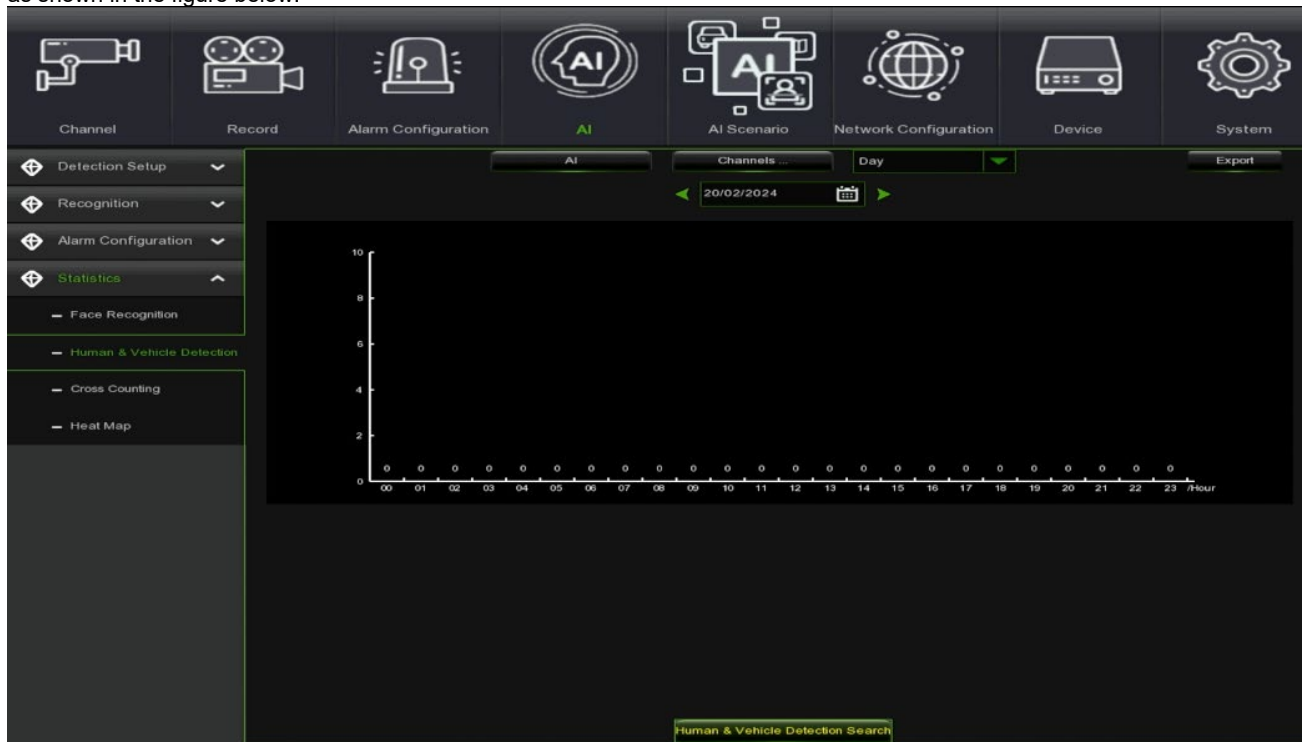 as shown in the figure below:
AI
AI
Channel Record Alarm Configuration AI AI Scenario Network Configuration Device System
Detection Setup AI Channels ... Day Export
20/02/2024
Recognition
Alarm Configuration
Statistics
Face Recognition
Human & Vehicle Detection
Cross Counting
Heat Map
10
8
6
4
2
0 0 0 0 0 0 0 0 0 0 0 0 0 0 0 0 0 0 0 0 0 0 0 0
0
00 01 02 03 04 05 06 07 08 09 10 11 12 13 14 15 16 17 18 19 20 21 22 23 /Hour
Human & Vehicle Detection Search